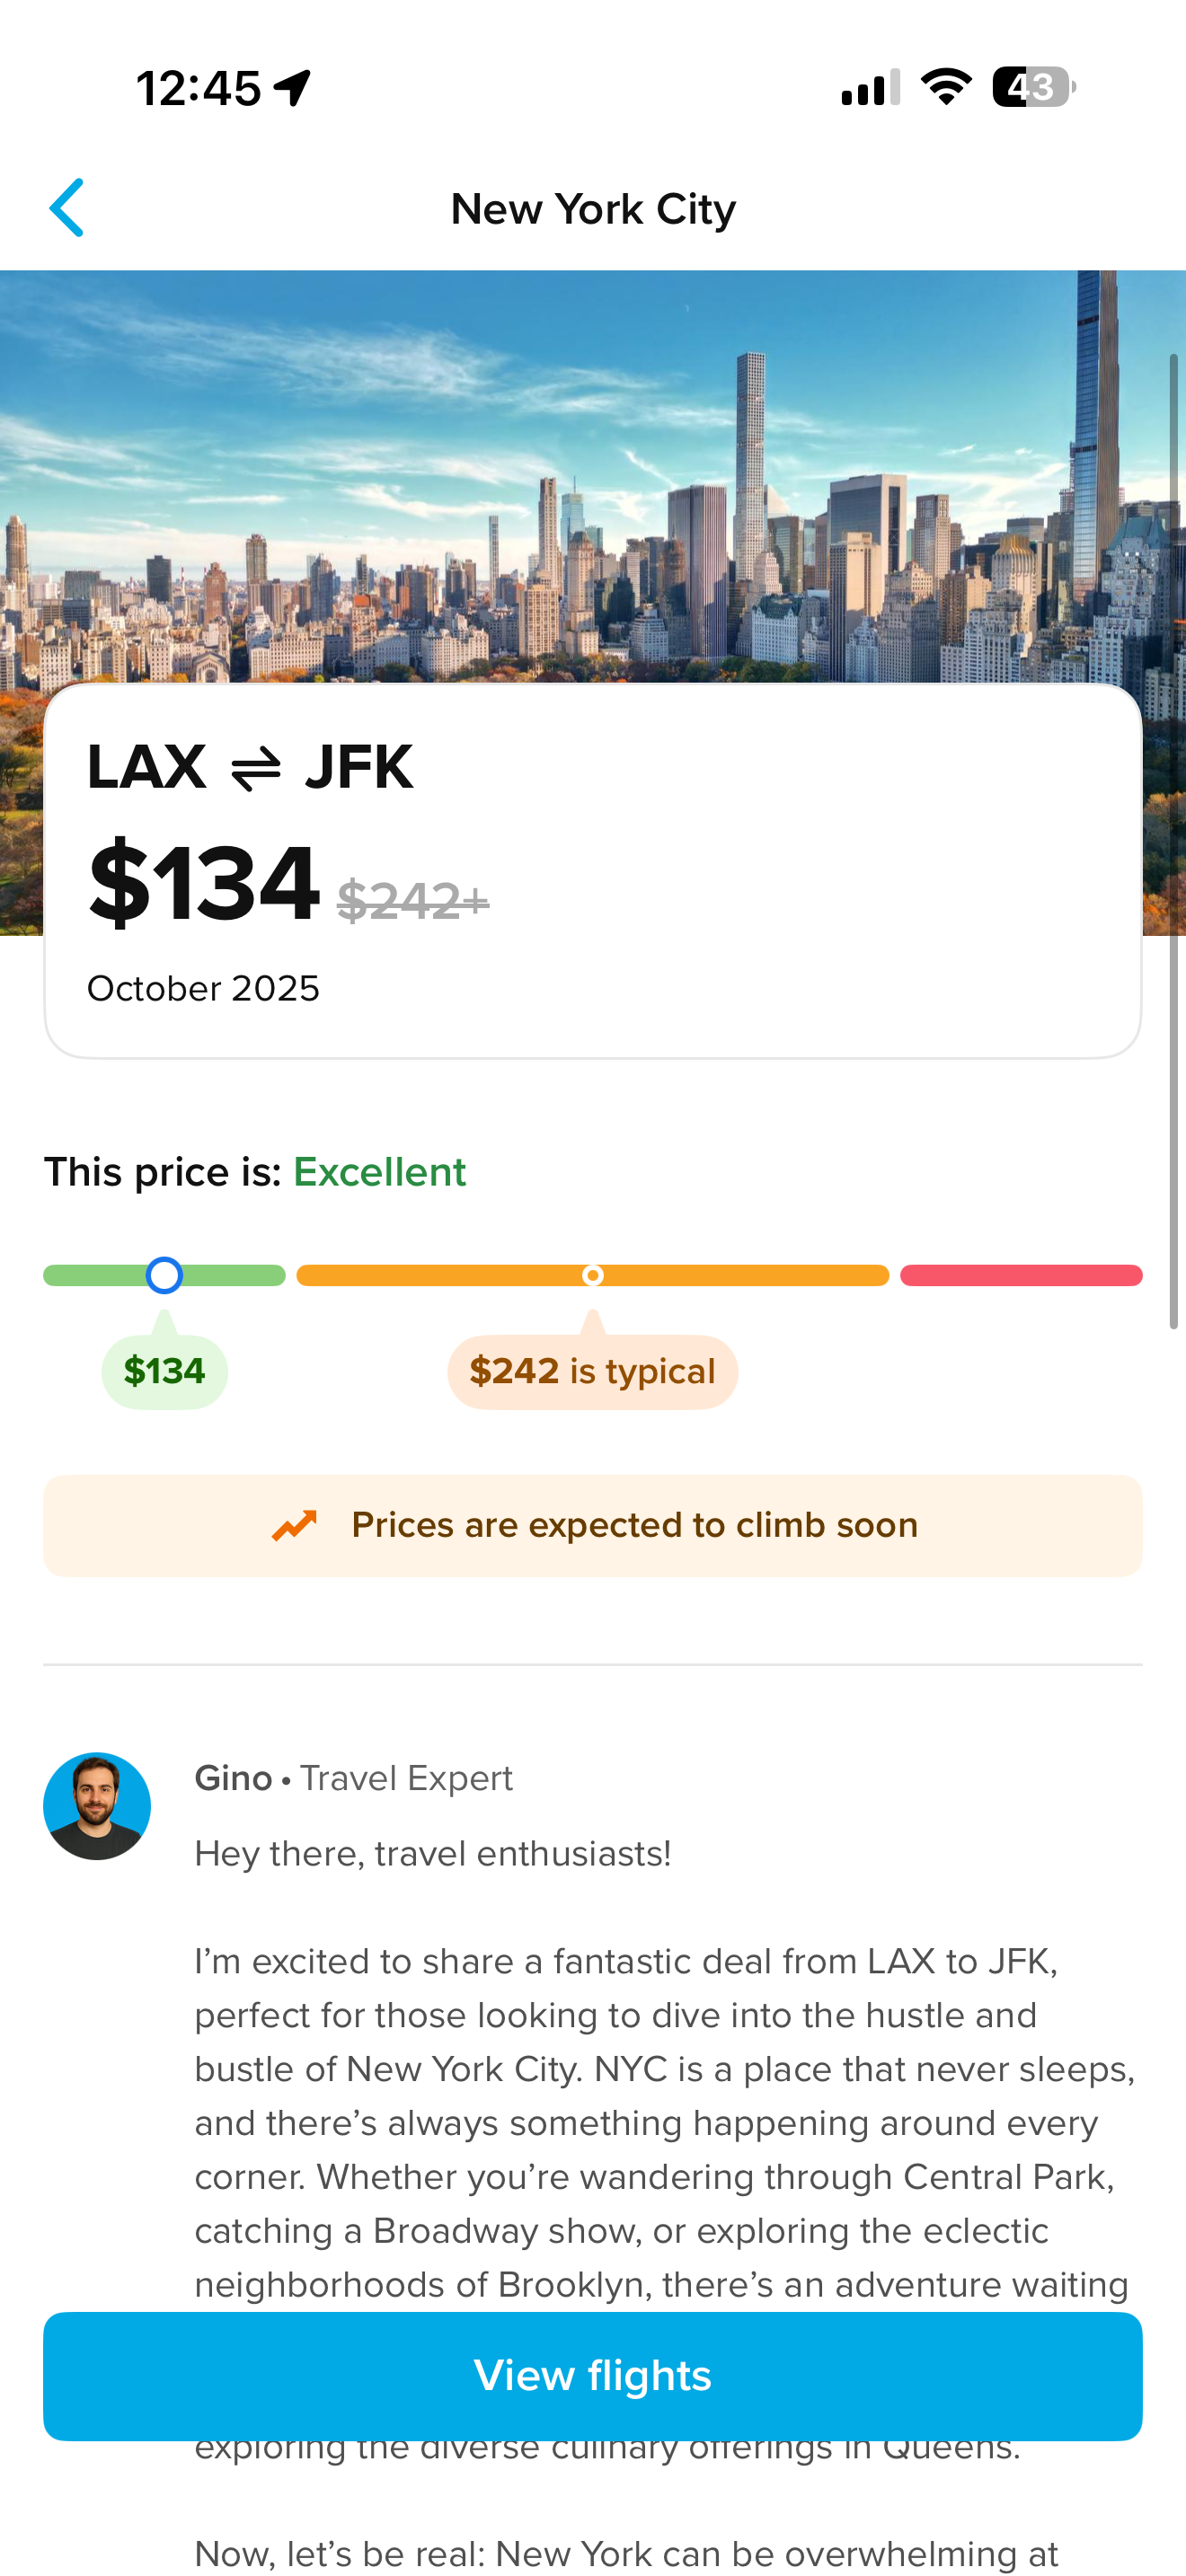 12:45
43
New York City
LAX ⇌ JFK
$134 $242+
October 2025
This price is: Excellent
$134
$242 is typical
Prices are expected to climb soon
Gino • Travel Expert
Hey there, travel enthusiasts!
I’m excited to share a fantastic deal from LAX to JFK,
perfect for those looking to dive into the hustle and
bustle of New York City. NYC is a place that never sleeps,
and there’s always something happening around every
corner. Whether you’re wandering through Central Park,
catching a Broadway show, or exploring the eclectic
neighborhoods of Brooklyn, there’s an adventure waiting
View flights
exploring the diverse culinary offerings in Queens.
Now, let’s be real: New York can be overwhelming at